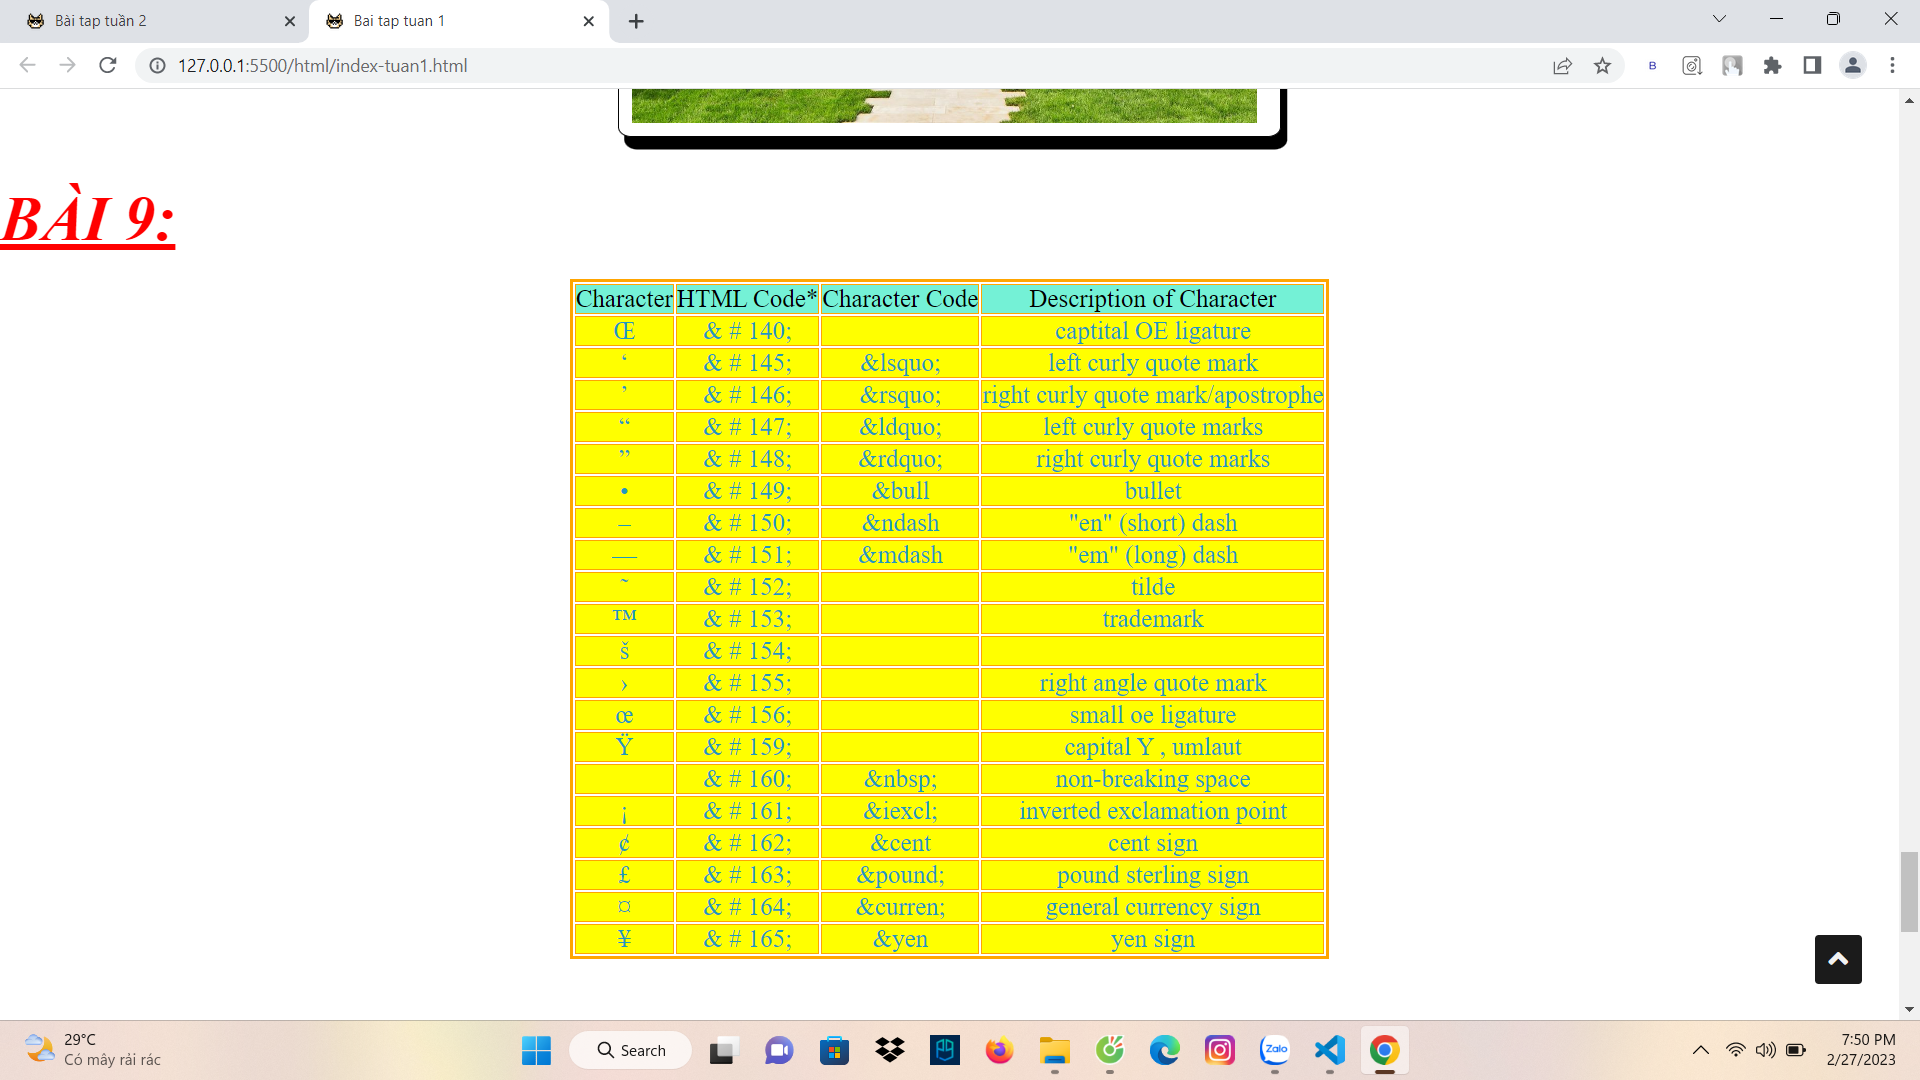 Bài tap tuần 2
Bai tap tuan 1
127.0.0.1:5500/html/index-tuan1.html
B
BÀI 9:
Character HTML Code* Character Code Description of Character
Œ & # 140; captital OE ligature
‘ & # 145; &lsquo; left curly quote mark
’ & # 146; &rsquo; right curly quote mark/apostrophe
“ & # 147; &ldquo; left curly quote marks
” & # 148; &rdquo; right curly quote marks
• & # 149; &bull bullet
– & # 150; &ndash "en" (short) dash
— & # 151; &mdash "em" (long) dash
˜ & # 152; tilde
™ & # 153; trademark
š & # 154;
› & # 155; right angle quote mark
œ & # 156; small oe ligature
Ÿ & # 159; capital Y , umlaut
& # 160; &nbsp; non-breaking space
¡ & # 161; &iexcl; inverted exclamation point
¢ & # 162; &cent cent sign
£ & # 163; &pound; pound sterling sign
¤ & # 164; &curren; general currency sign
¥ & # 165; &yen yen sign
29°C
Có mây rải rác
Search
Zalo
7:50 PM
2/27/2023